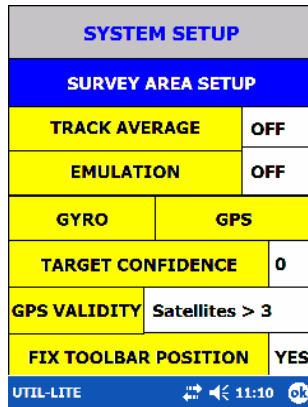 SYSTEM SETUP
SURVEY AREA SETUP
TRACK AVERAGE OFF
EMULATION OFF
GYRO GPS
TARGET CONFIDENCE 0
GPS VALIDITY Satellites > 3
FIX TOOLBAR POSITION YES
UTIL-LITE 11:10 ok